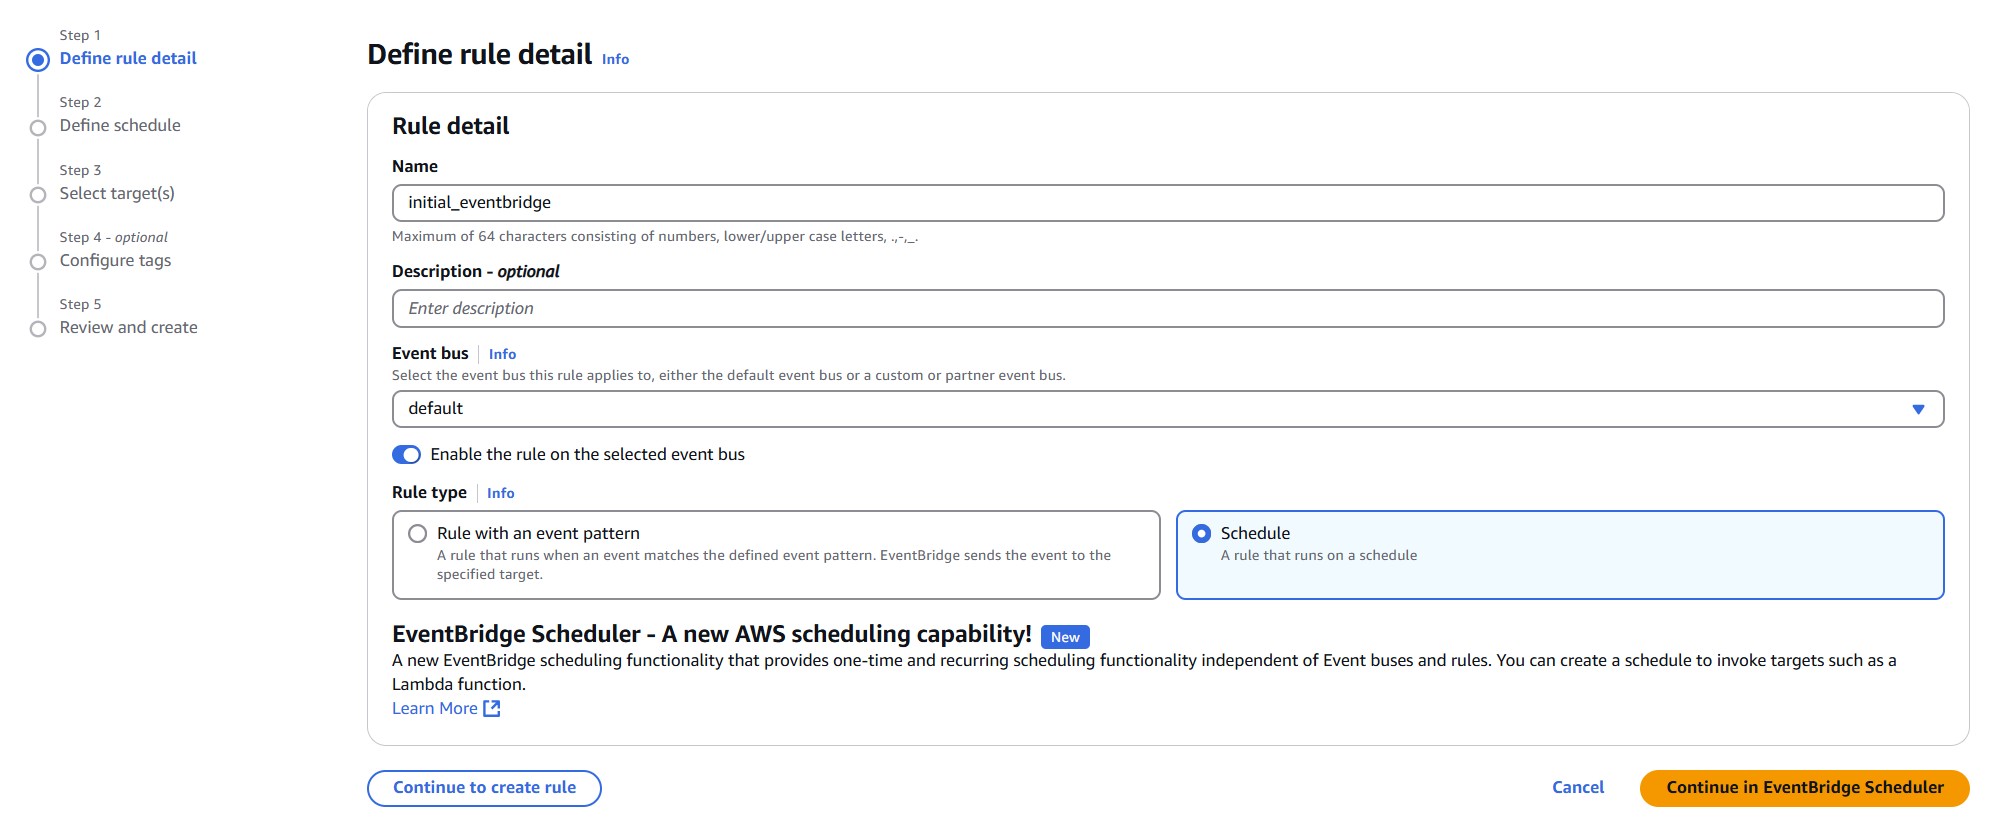 Step 1
Define rule detail
Step 2
Define schedule
Step 3
Select target(s)
Step 4 - optional
Configure tags
Step 5
Review and create
Define rule detail Info
Rule detail
Name
initial_eventbridge
Maximum of 64 characters consisting of numbers, lower/upper case letters, .,-,_.
Description - optional
Enter description
Event bus Info
Select the event bus this rule applies to, either the default event bus or a custom or partner event bus.
default
Enable the rule on the selected event bus
Rule type Info
Rule with an event pattern
A rule that runs when an event matches the defined event pattern. EventBridge sends the event to the
specified target.
Schedule
A rule that runs on a schedule
EventBridge Scheduler - A new AWS scheduling capability! New
A new EventBridge scheduling functionality that provides one-time and recurring scheduling functionality independent of Event buses and rules. You can create a schedule to invoke targets such as a
Lambda function.
Learn More
Continue to create rule
Cancel
Continue in EventBridge Scheduler